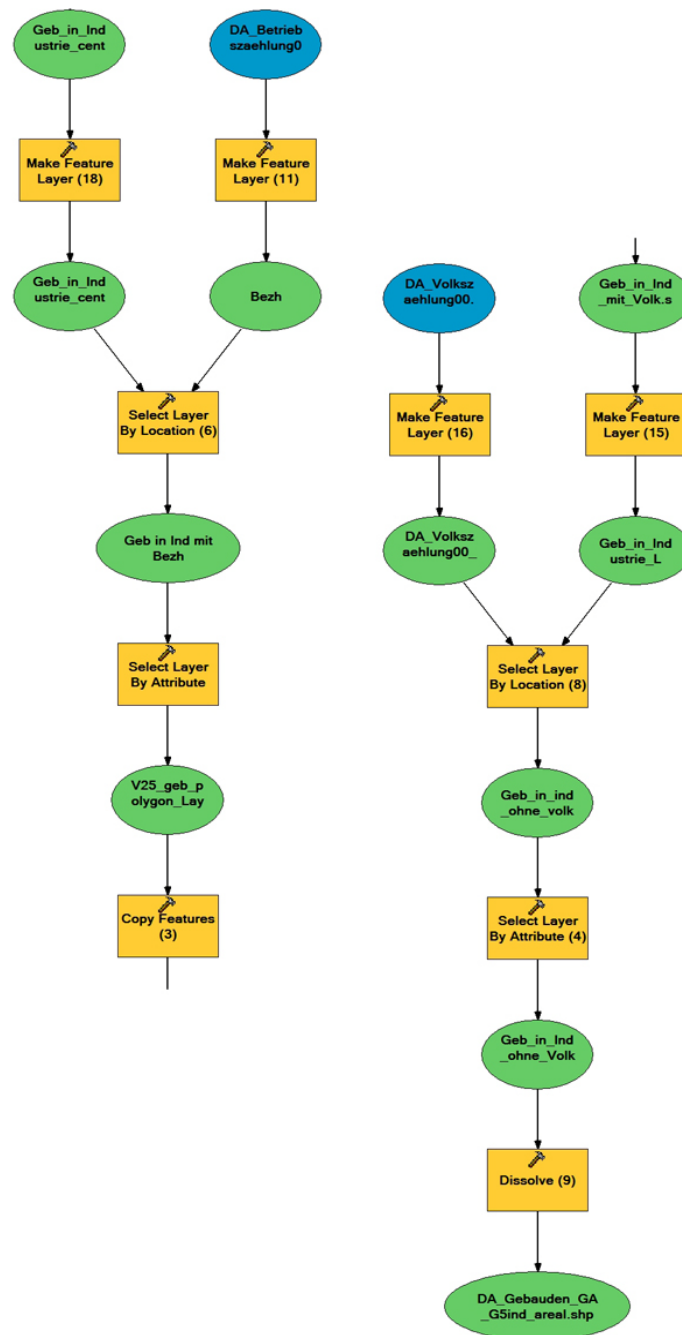 Geb_in_Ind
ustrie_cent
DA_Betrieb
szaehlung0
Make Feature
Layer (18)
Make Feature
Layer (11)
Geb_in_Ind
ustrie_cent
Bezh
Select Layer
By Location (6)
Geb in Ind mit
Bezh
Select Layer
By Attribute
V25_geb_p
olygon_Lay
Copy Features
(3)
DA_Volksz
aehlung00.
Geb_in_Ind
_mit_Volk.s
Make Feature
Layer (16)
Make Feature
Layer (15)
DA_Volksz
aehlung00_
Geb_in_Ind
ustrie_L
Select Layer
By Location (8)
Geb_in_ind
_ohne_volk
Select Layer
By Attribute (4)
Geb_in_Ind
_ohne_Volk
Dissolve (9)
DA_Gebauden_GA
_G5ind_areal.shp